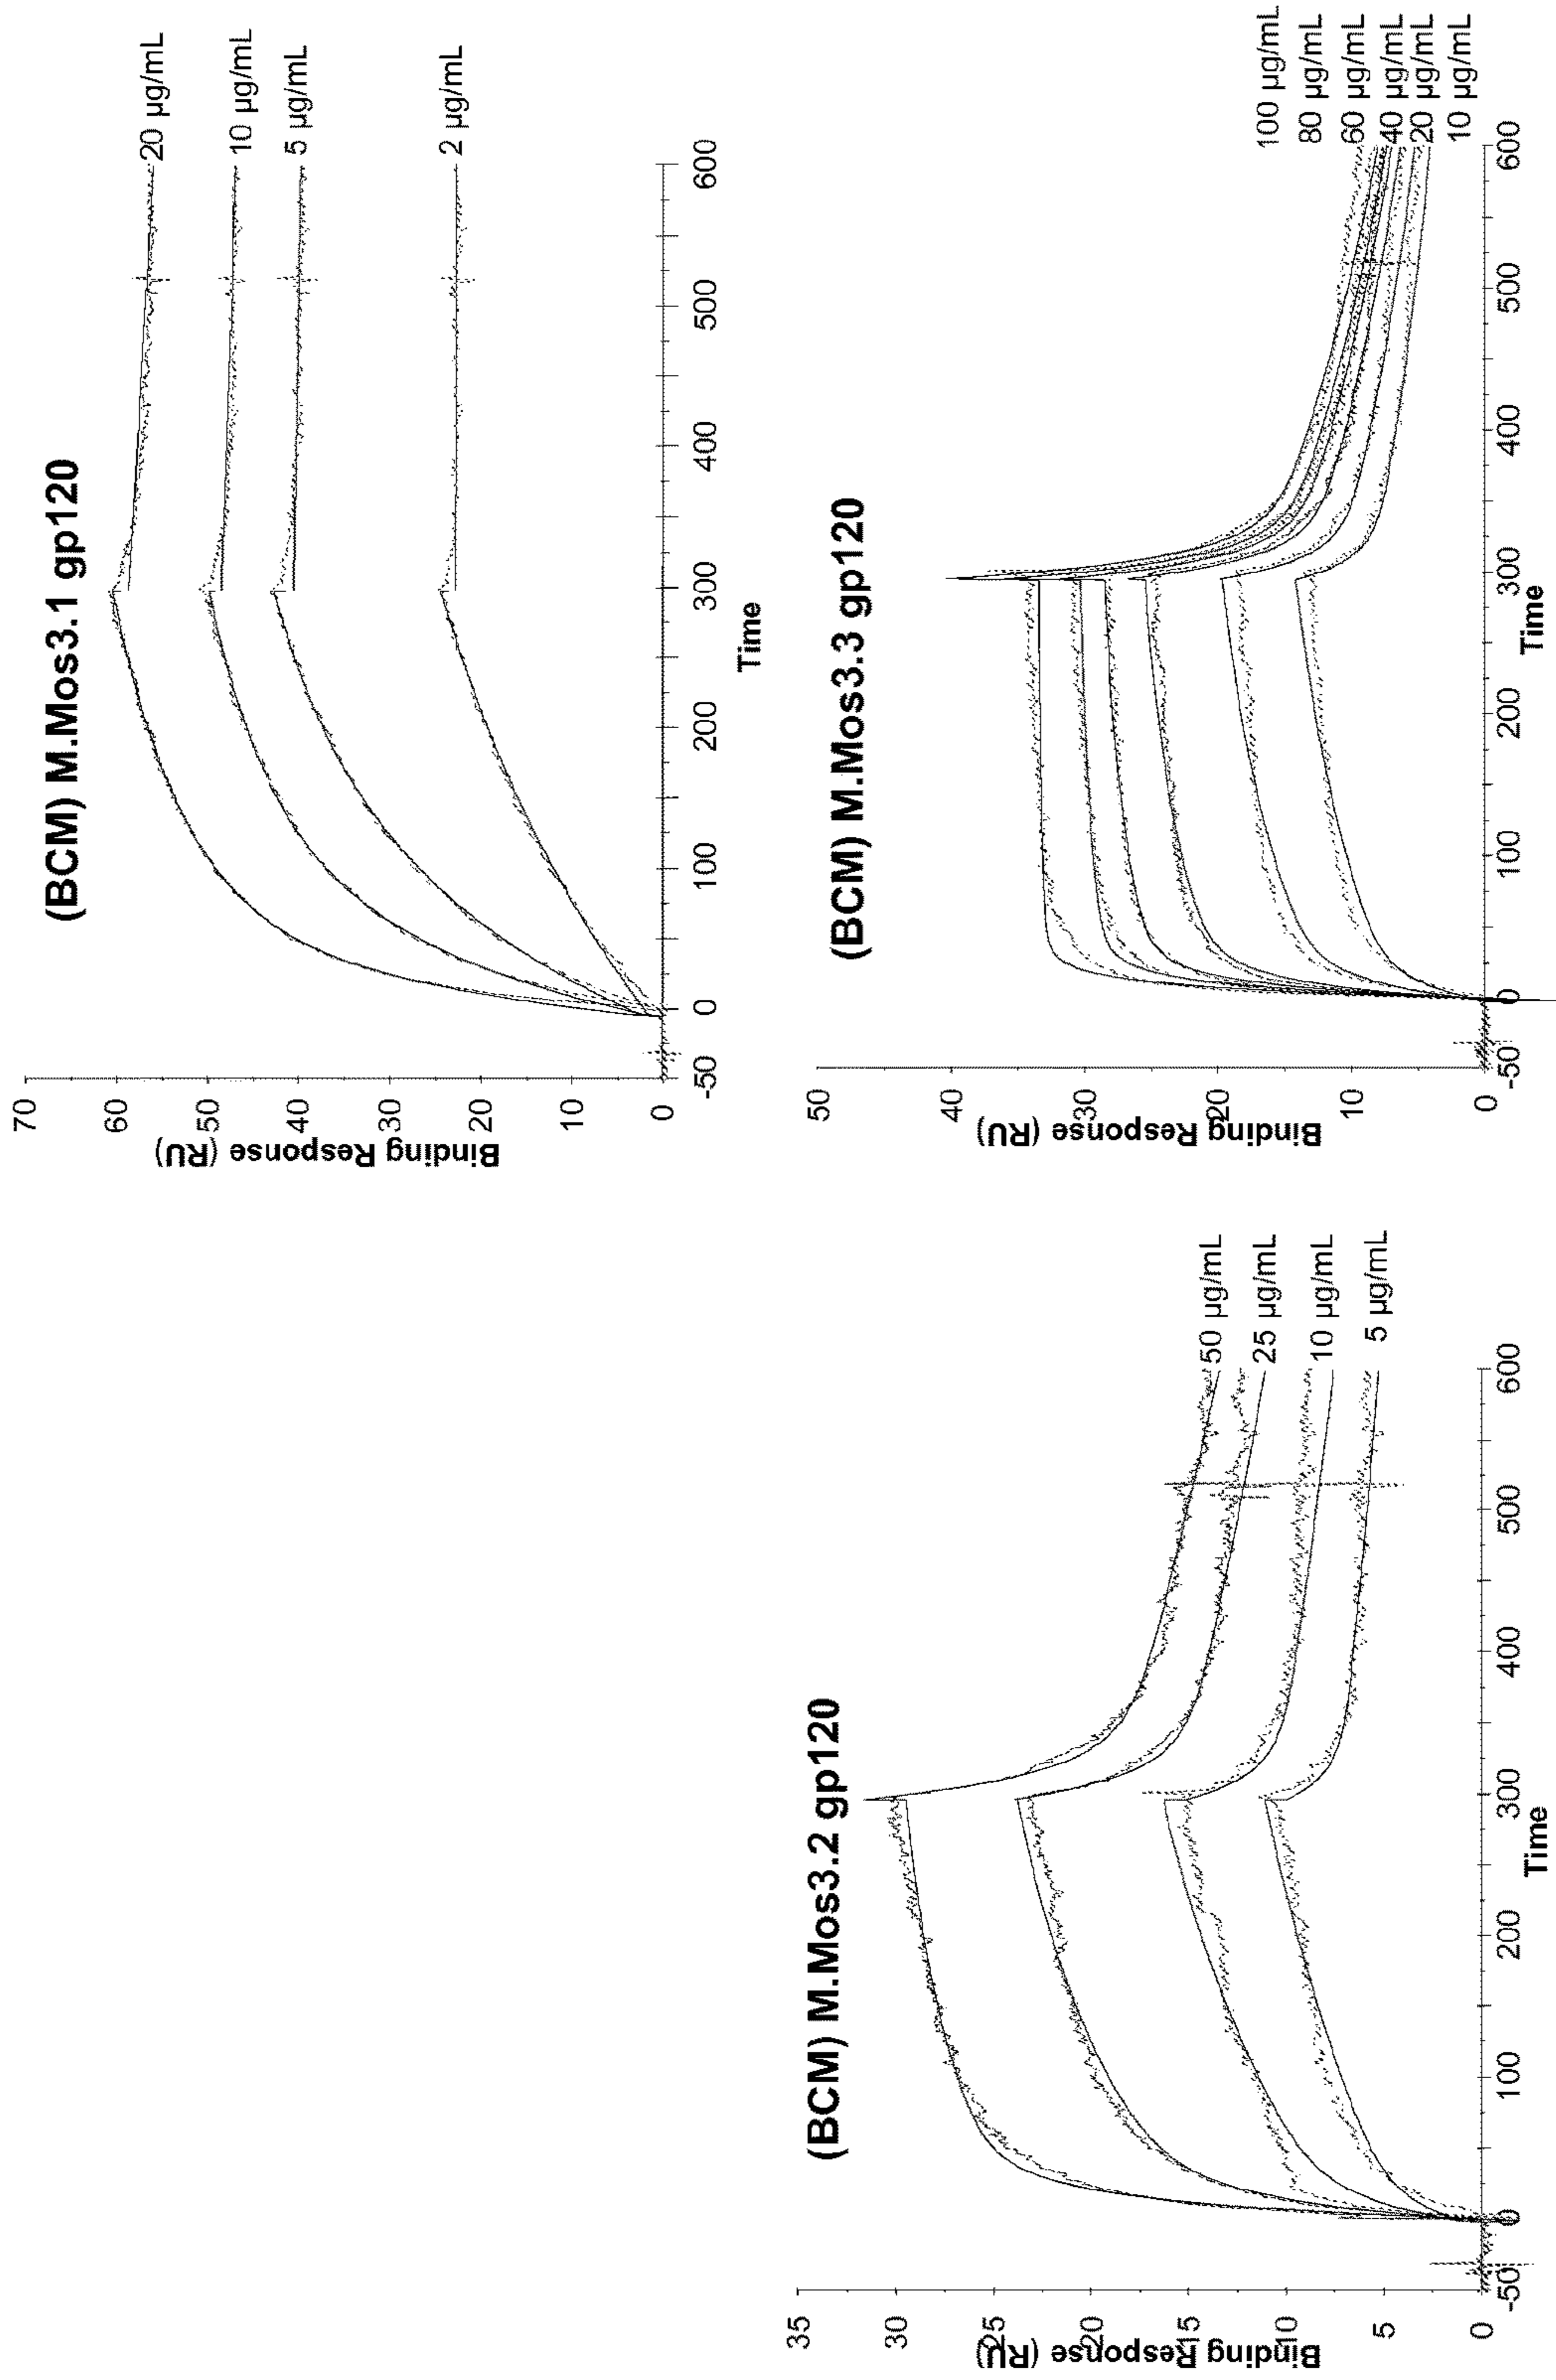 (BCM) M.Mos3.1 gp120
Binding Response (RU)
70
60
50
40
30
20
10
0
-50
0
100
200
300
400
500
600
Time
20 µg/mL
10 µg/mL
5 µg/mL
2 µg/mL
(BCM) M.Mos3.2 gp120
Binding Response (RU)
35
30
25
20
15
10
5
0
-50
0
100
200
300
400
500
600
Time
50 µg/mL
25 µg/mL
10 µg/mL
5 µg/mL
(BCM) M.Mos3.3 gp120
Binding Response (RU)
50
40
30
20
10
0
-50
0
100
200
300
400
500
600
Time
100 µg/mL
80 µg/mL
60 µg/mL
40 µg/mL
20 µg/mL
10 µg/mL